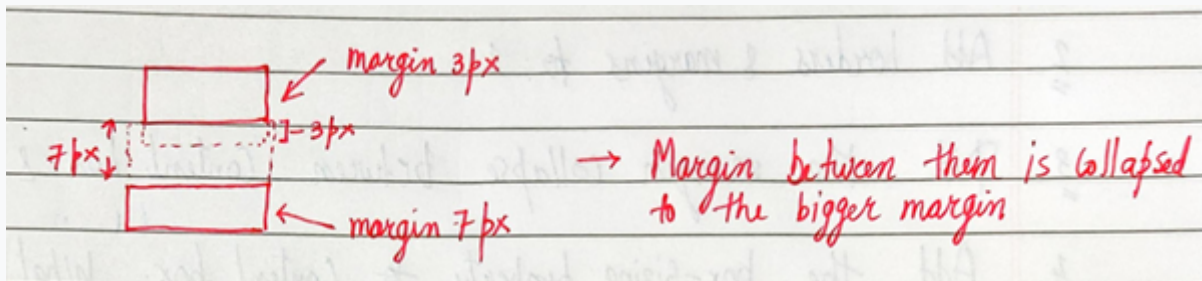 margin 3px
]-3px
7px
→ Margin between them is collapsed
to the bigger margin
margin 7px